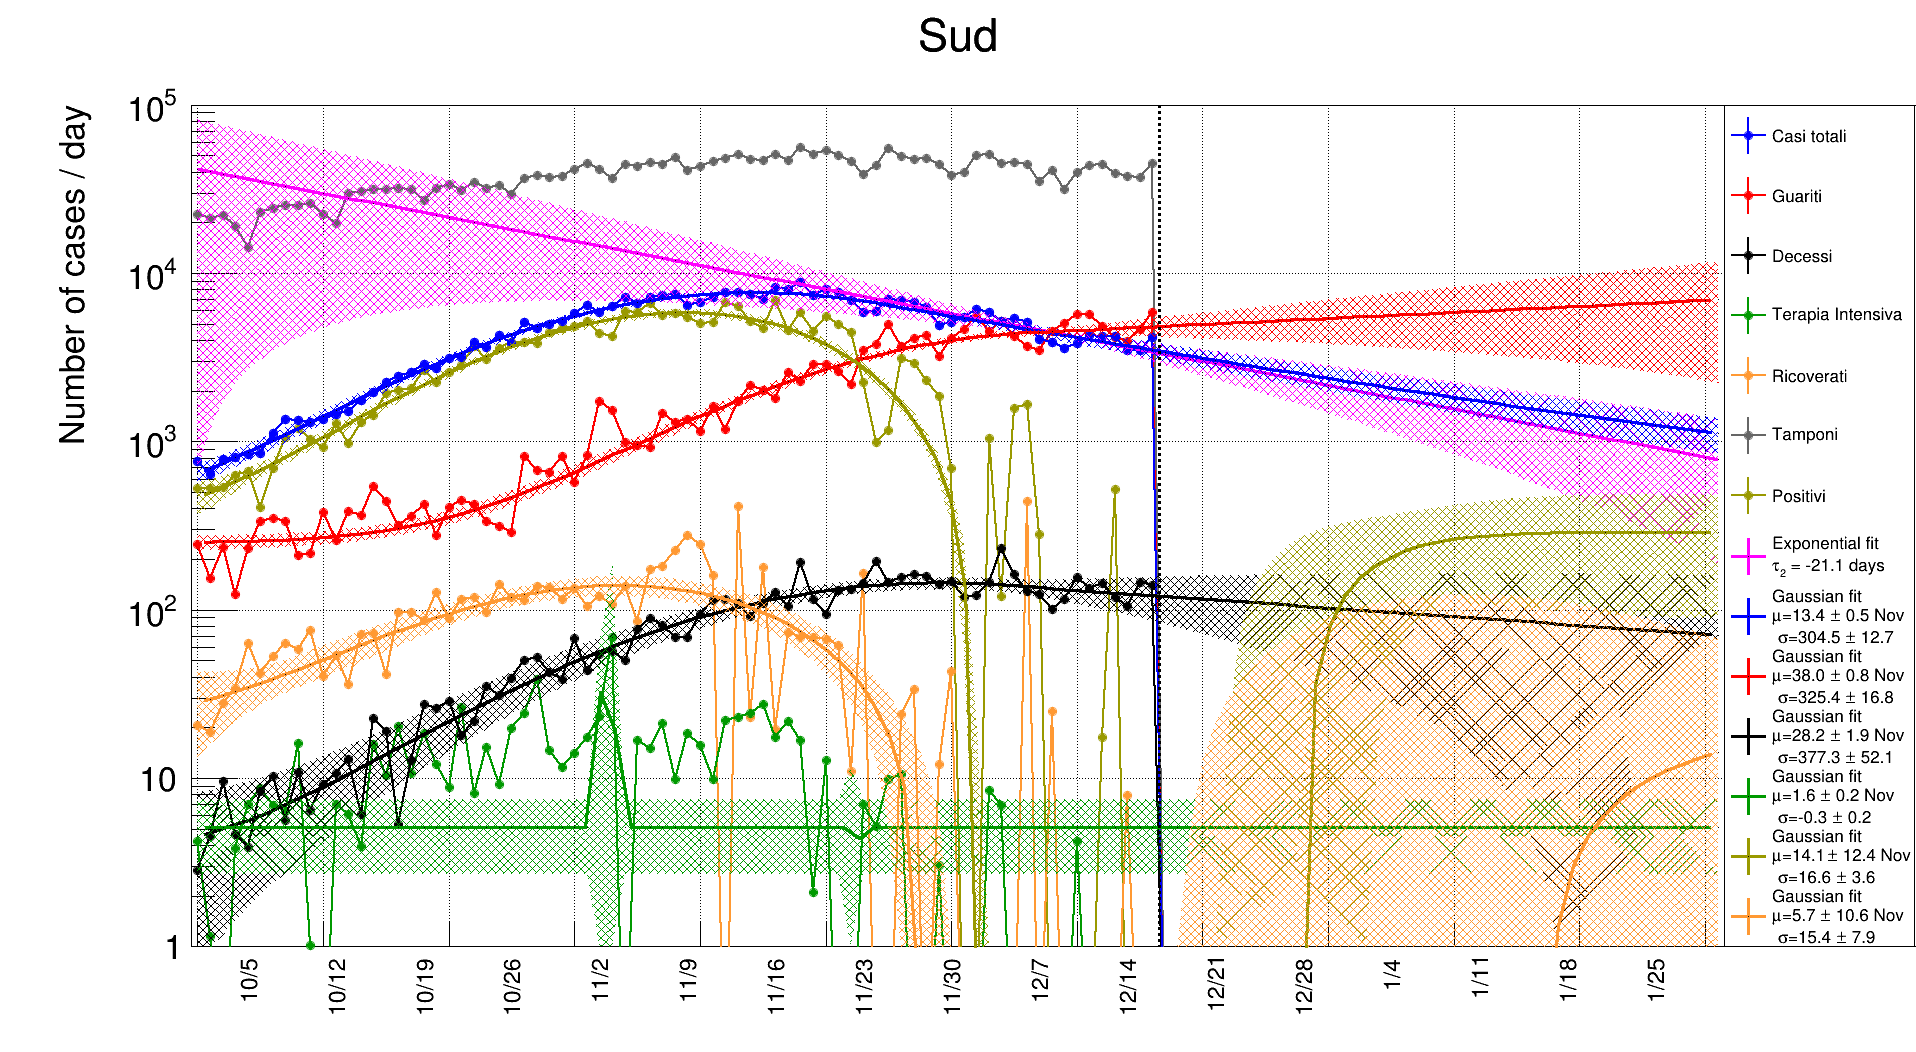 Sud
Number of cases / day
10^5
10^4
10^3
10^2
10
1
10/5
10/12
10/19
10/26
11/2
11/9
11/16
11/23
11/30
12/7
12/14
12/21
12/28
1/4
1/11
1/18
1/25
Casi totali
Guariti
Decessi
Terapia Intensiva
Ricoverati
Tamponi
Positivi
Exponential fit
τ₂ = -21.1 days
Gaussian fit
μ=13.4 ± 0.5 Nov
σ=304.5 ± 12.7
Gaussian fit
μ=38.0 ± 0.8 Nov
σ=325.4 ± 16.8
Gaussian fit
μ=28.2 ± 1.9 Nov
σ=377.3 ± 52.1
Gaussian fit
μ=1.6 ± 0.2 Nov
σ=-0.3 ± 0.2
Gaussian fit
μ=14.1 ± 12.4 Nov
σ=16.6 ± 3.6
Gaussian fit
μ=5.7 ± 10.6 Nov
σ=15.4 ± 7.9